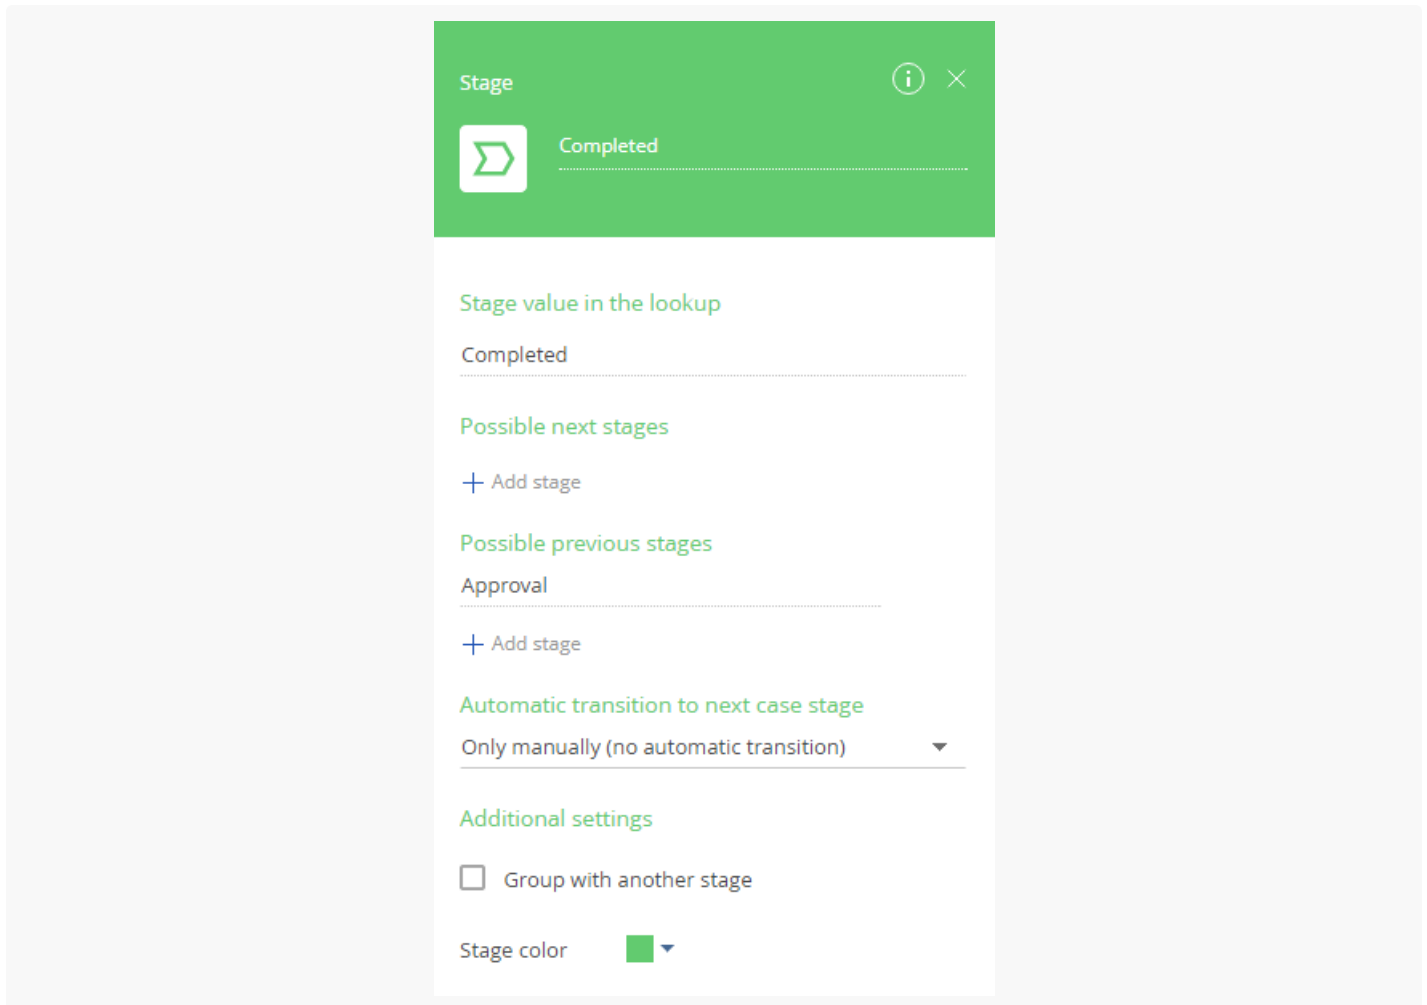 Stage
Completed
Stage value in the lookup
Completed
Possible next stages
Add stage
Possible previous stages
Approval
Add stage
Automatic transition to next case stage
Only manually (no automatic transition)
Additional settings
Group with another stage
Stage color